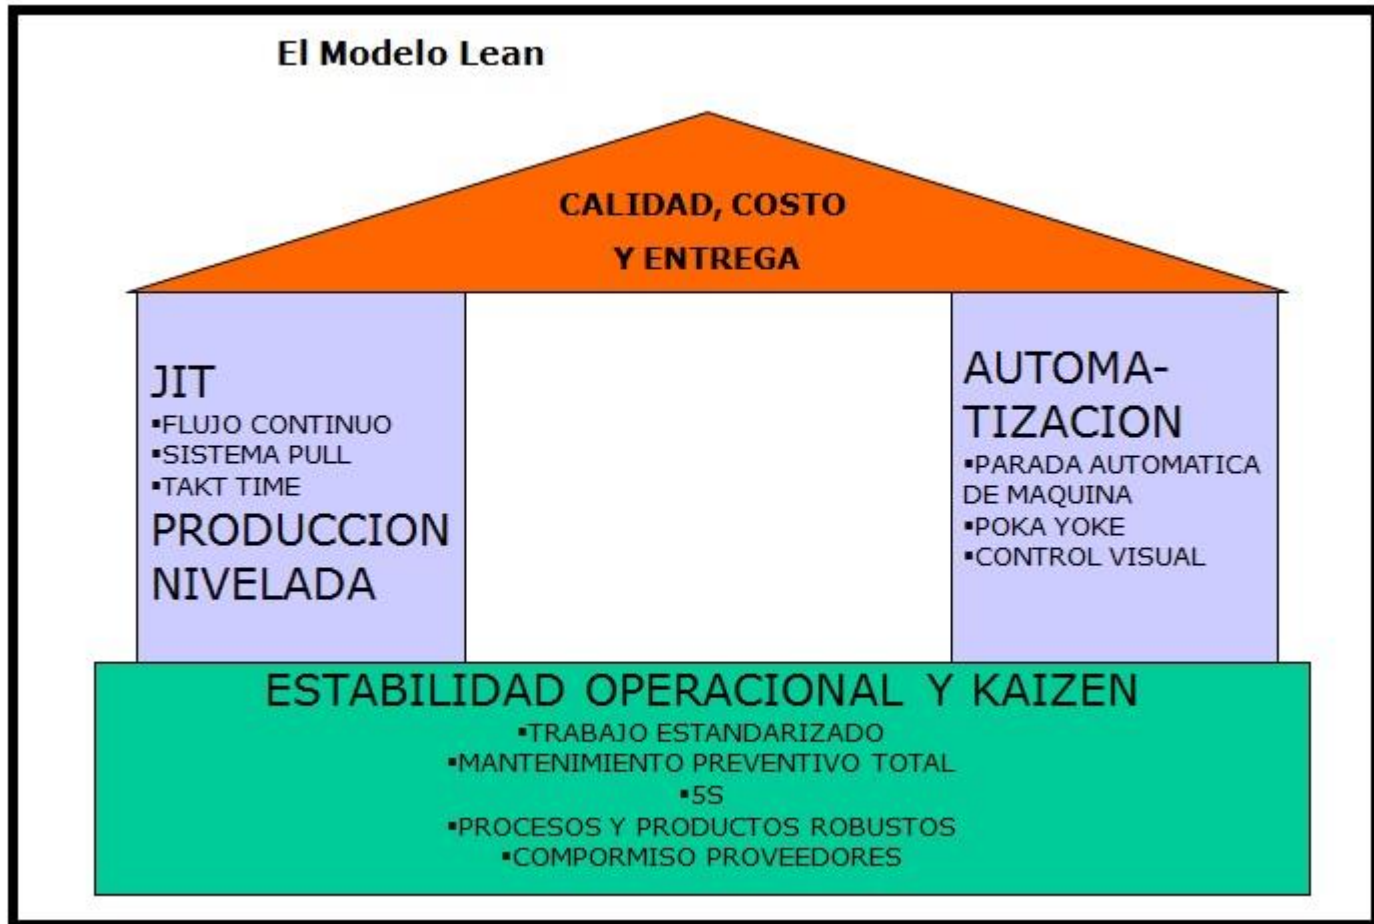 El Modelo Lean
CALIDAD, COSTO
Y ENTREGA
JIT
▪FLUJO CONTINUO
▪SISTEMA PULL
▪TAKT TIME
PRODUCCION
NIVELADA
AUTOMA-
TIZACION
▪PARADA AUTOMATICA
DE MAQUINA
▪POKA YOKE
▪CONTROL VISUAL
ESTABILIDAD OPERACIONAL Y KAIZEN
▪TRABAJO ESTANDARIZADO
▪MANTENIMIENTO PREVENTIVO TOTAL
▪5S
▪PROCESOS Y PRODUCTOS ROBUSTOS
▪COMPORMISO PROVEEDORES